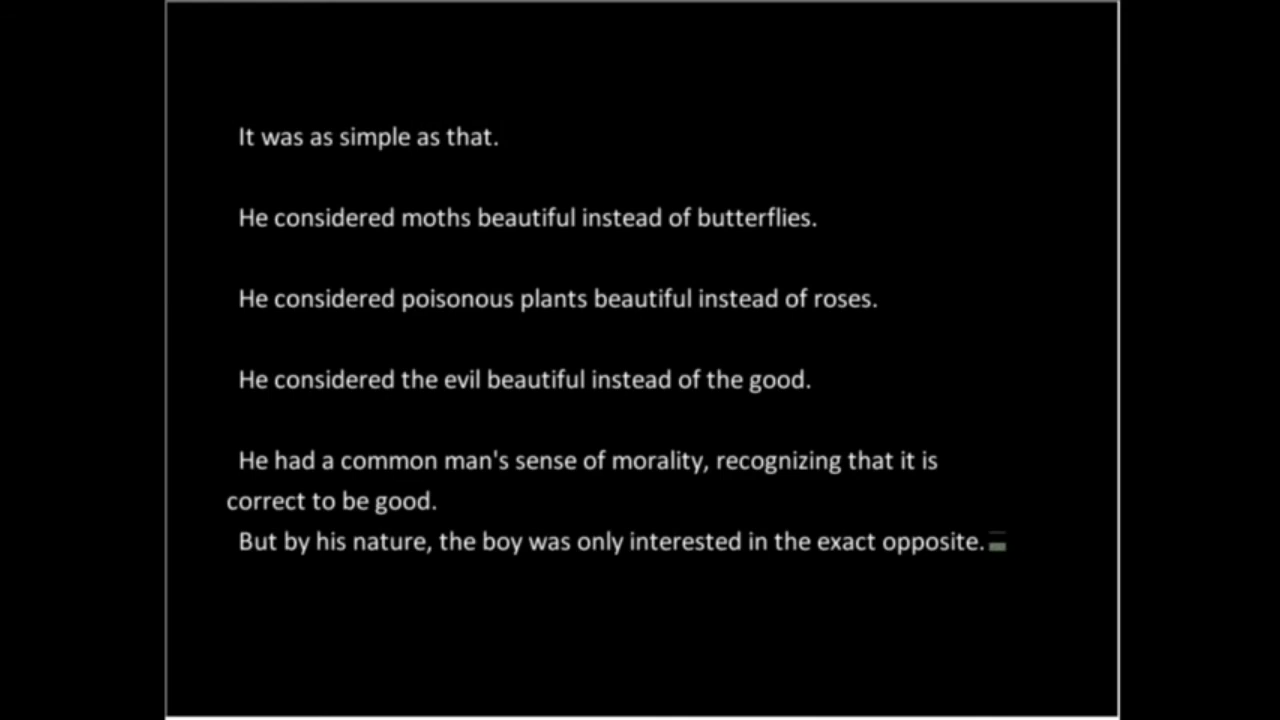 It was as simple as that.
He considered moths beautiful instead of butterflies.
He considered poisonous plants beautiful instead of roses.
He considered the evil beautiful instead of the good.
He had a common man's sense of morality, recognizing that it is
correct to be good.
But by his nature, the boy was only interested in the exact opposite.